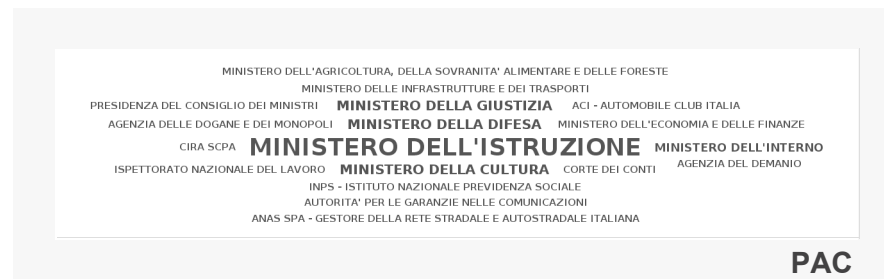 MINISTERO DELL'AGRICOLTURA, DELLA SOVRANITA' ALIMENTARE E DELLE FORESTE
MINISTERO DELLE INFRASTRUTTURE E DEI TRASPORTI
PRESIDENZA DEL CONSIGLIO DEI MINISTRI MINISTERO DELLA GIUSTIZIA ACI - AUTOMOBILE CLUB ITALIA
AGENZIA DELLE DOGANE E DEI MONOPOLI MINISTERO DELLA DIFESA MINISTERO DELL'ECONOMIA E DELLE FINANZE
CIRA SCPA MINISTERO DELL'ISTRUZIONE MINISTERO DELL'INTERNO
ISPETTORATO NAZIONALE DEL LAVORO MINISTERO DELLA CULTURA CORTE DEI CONTI AGENZIA DEL DEMANIO
INPS - ISTITUTO NAZIONALE PREVIDENZA SOCIALE
AUTORITA' PER LE GARANZIE NELLE COMUNICAZIONI
ANAS SPA - GESTORE DELLA RETE STRADALE E AUTOSTRADALE ITALIANA
PAC